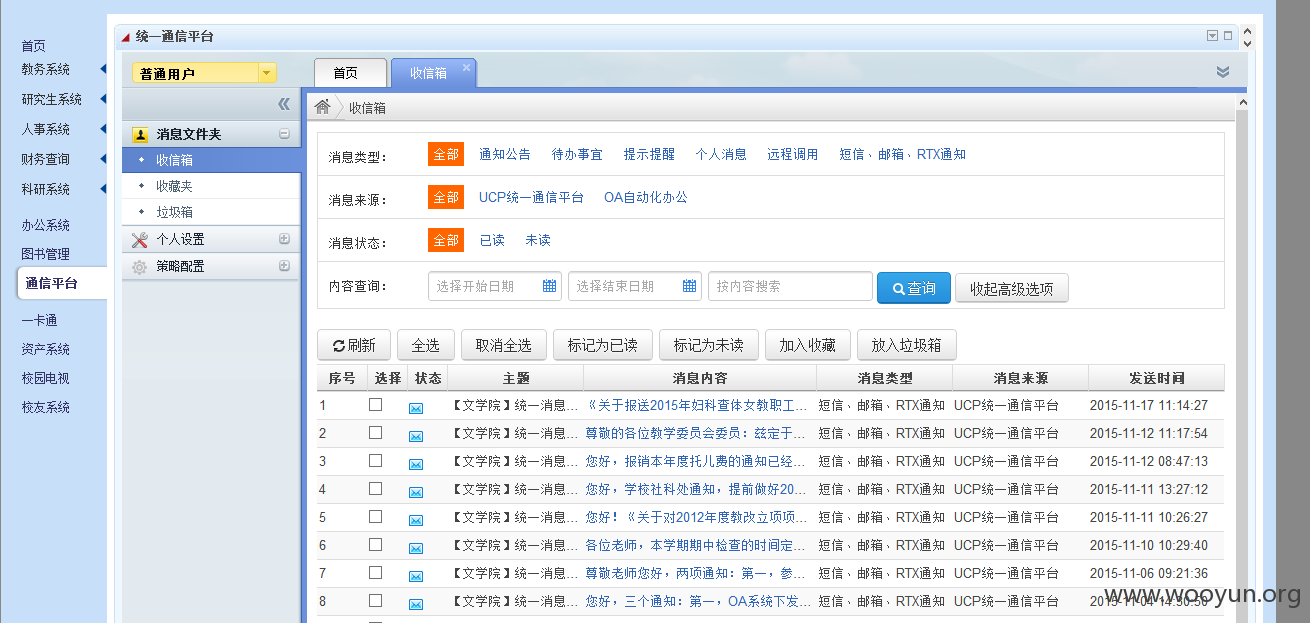 统一通信平台
首页
教务系统
研究生系统
人事系统
财务查询
科研系统
办公系统
图书管理
通信平台
一卡通
资产系统
校园电视
校友系统
普通用户
消息文件夹
收信箱
收藏夹
垃圾箱
个人设置
策略配置
首页 收信箱
收信箱
消息类型： 全部 通知公告 待办事宜 提示提醒 个人消息 远程调用 短信、邮箱、RTX通知
消息来源： 全部 UCP统一通信平台 OA自动化办公
消息状态： 全部 已读 未读
内容查询： 选择开始日期 选择结束日期 按内容搜索 查询 收起高级选项
刷新 全选 取消全选 标记为已读 标记为未读 加入收藏 放入垃圾箱
序号 选择 状态 主题 消息内容 消息类型 消息来源 发送时间
1 【文学院】统一消息... 《关于报送2015年妇科查体女教职工... 短信、邮箱、RTX通知 UCP统一通信平台 2015-11-17 11:14:27
2 【文学院】统一消息... 尊敬的各位教学委员会委员：兹定于... 短信、邮箱、RTX通知 UCP统一通信平台 2015-11-12 11:17:54
3 【文学院】统一消息... 您好，报销本年度托儿费的通知已经... 短信、邮箱、RTX通知 UCP统一通信平台 2015-11-12 08:47:13
4 【文学院】统一消息... 您好，学校社科处通知，提前做好20... 短信、邮箱、RTX通知 UCP统一通信平台 2015-11-11 13:27:12
5 【文学院】统一消息... 您好！《关于对2012年度教改立项项... 短信、邮箱、RTX通知 UCP统一通信平台 2015-11-11 10:26:27
6 【文学院】统一消息... 各位老师，本学期期中检查的时间定... 短信、邮箱、RTX通知 UCP统一通信平台 2015-11-10 10:29:40
7 【文学院】统一消息... 尊敬老师您好，两项通知：第一，参... 短信、邮箱、RTX通知 UCP统一通信平台 2015-11-06 09:21:36
8 【文学院】统一消息... 您好，三个通知：第一，OA系统下发... 短信、邮箱、RTX通知 UCP统一通信平台 2015-11-04 14:50:50
www.wooyun.org